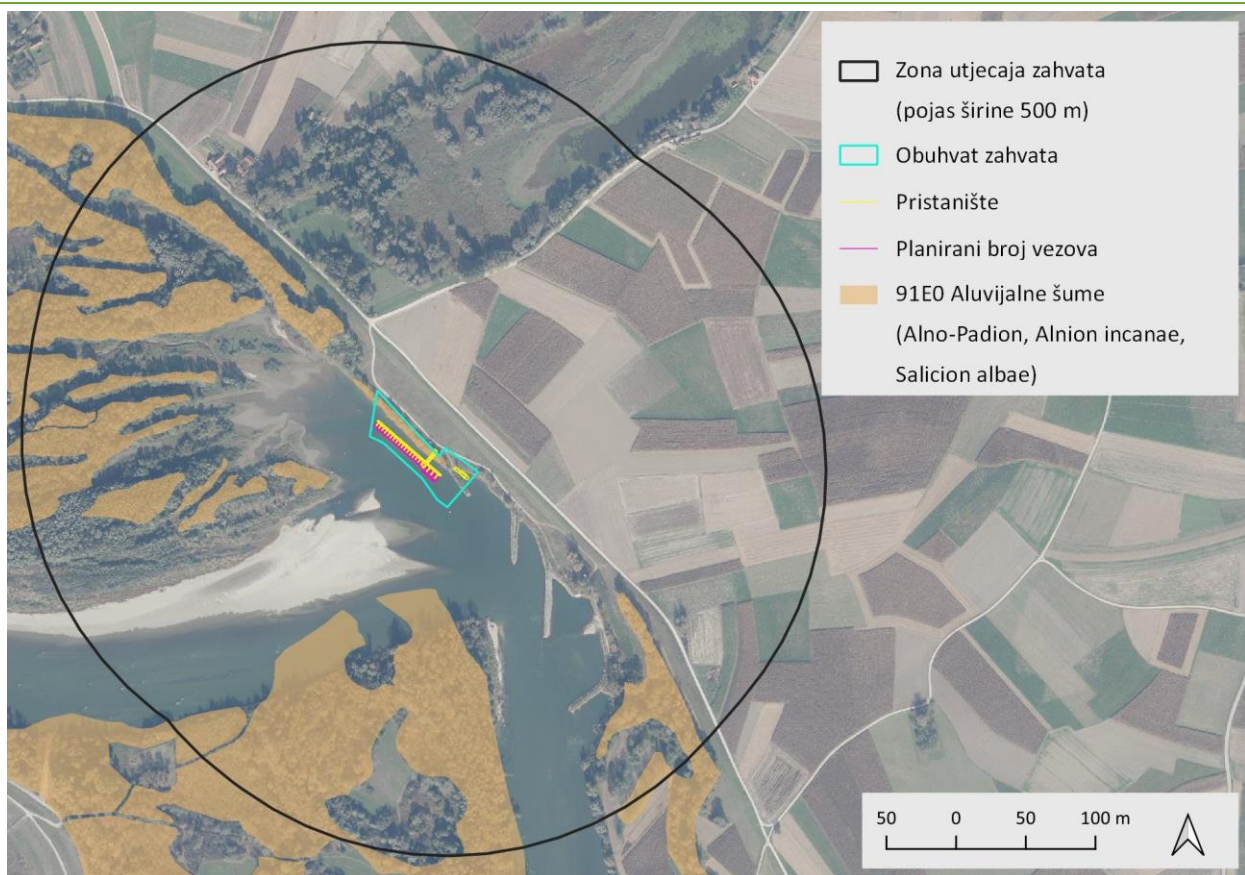 Zona utjecaja zahvata
(pojas širine 500 m)
Obuhvat zahvata
Pristanište
Planirani broj vezova
91E0 Aluvijalne šume
(Alno-Padion, Alnion incanae,
Salicion albae)
50 0 50 100 m